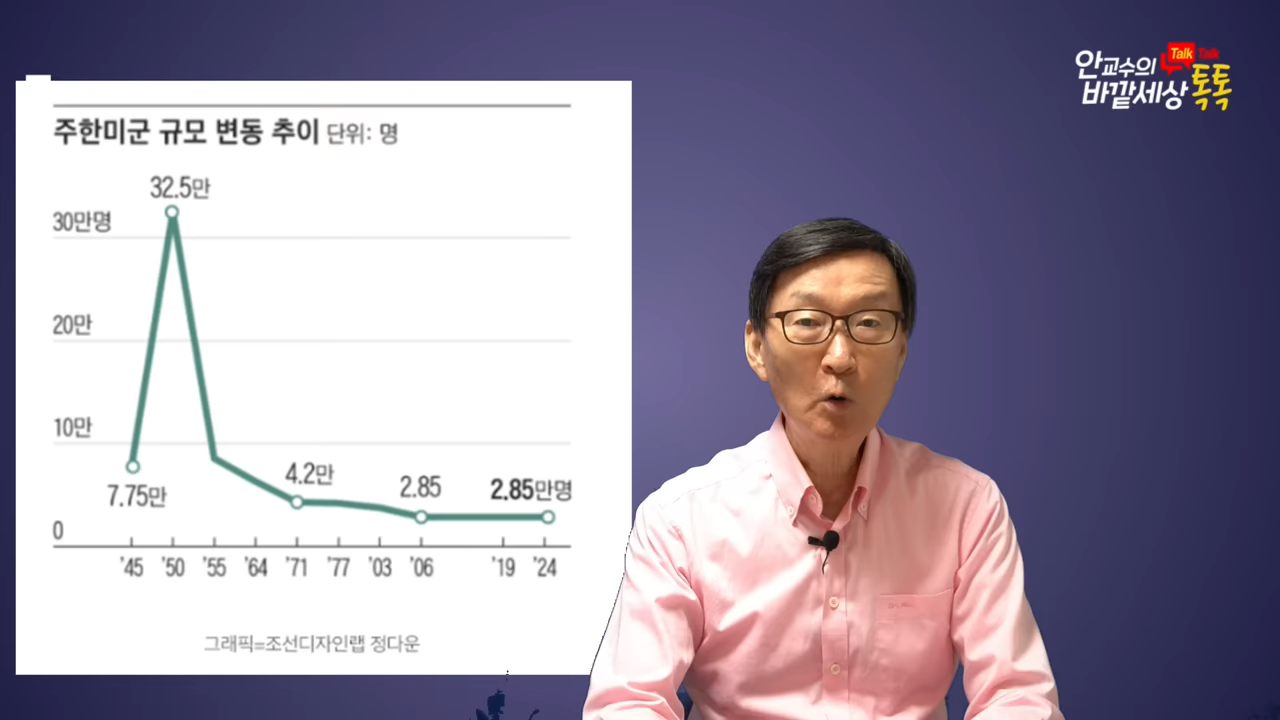 주한미군 규모 변동 추이 단위: 명
32.5만
30만명
20만
10만
7.75만
4.2만
2.85
2.85만명
0
'45 '50 '55 '64 '71 '77 '03 '06 '19 '24
그래픽=조선디자인랩 정다운
안교수의 Talk Talk
바깥세상 톡톡